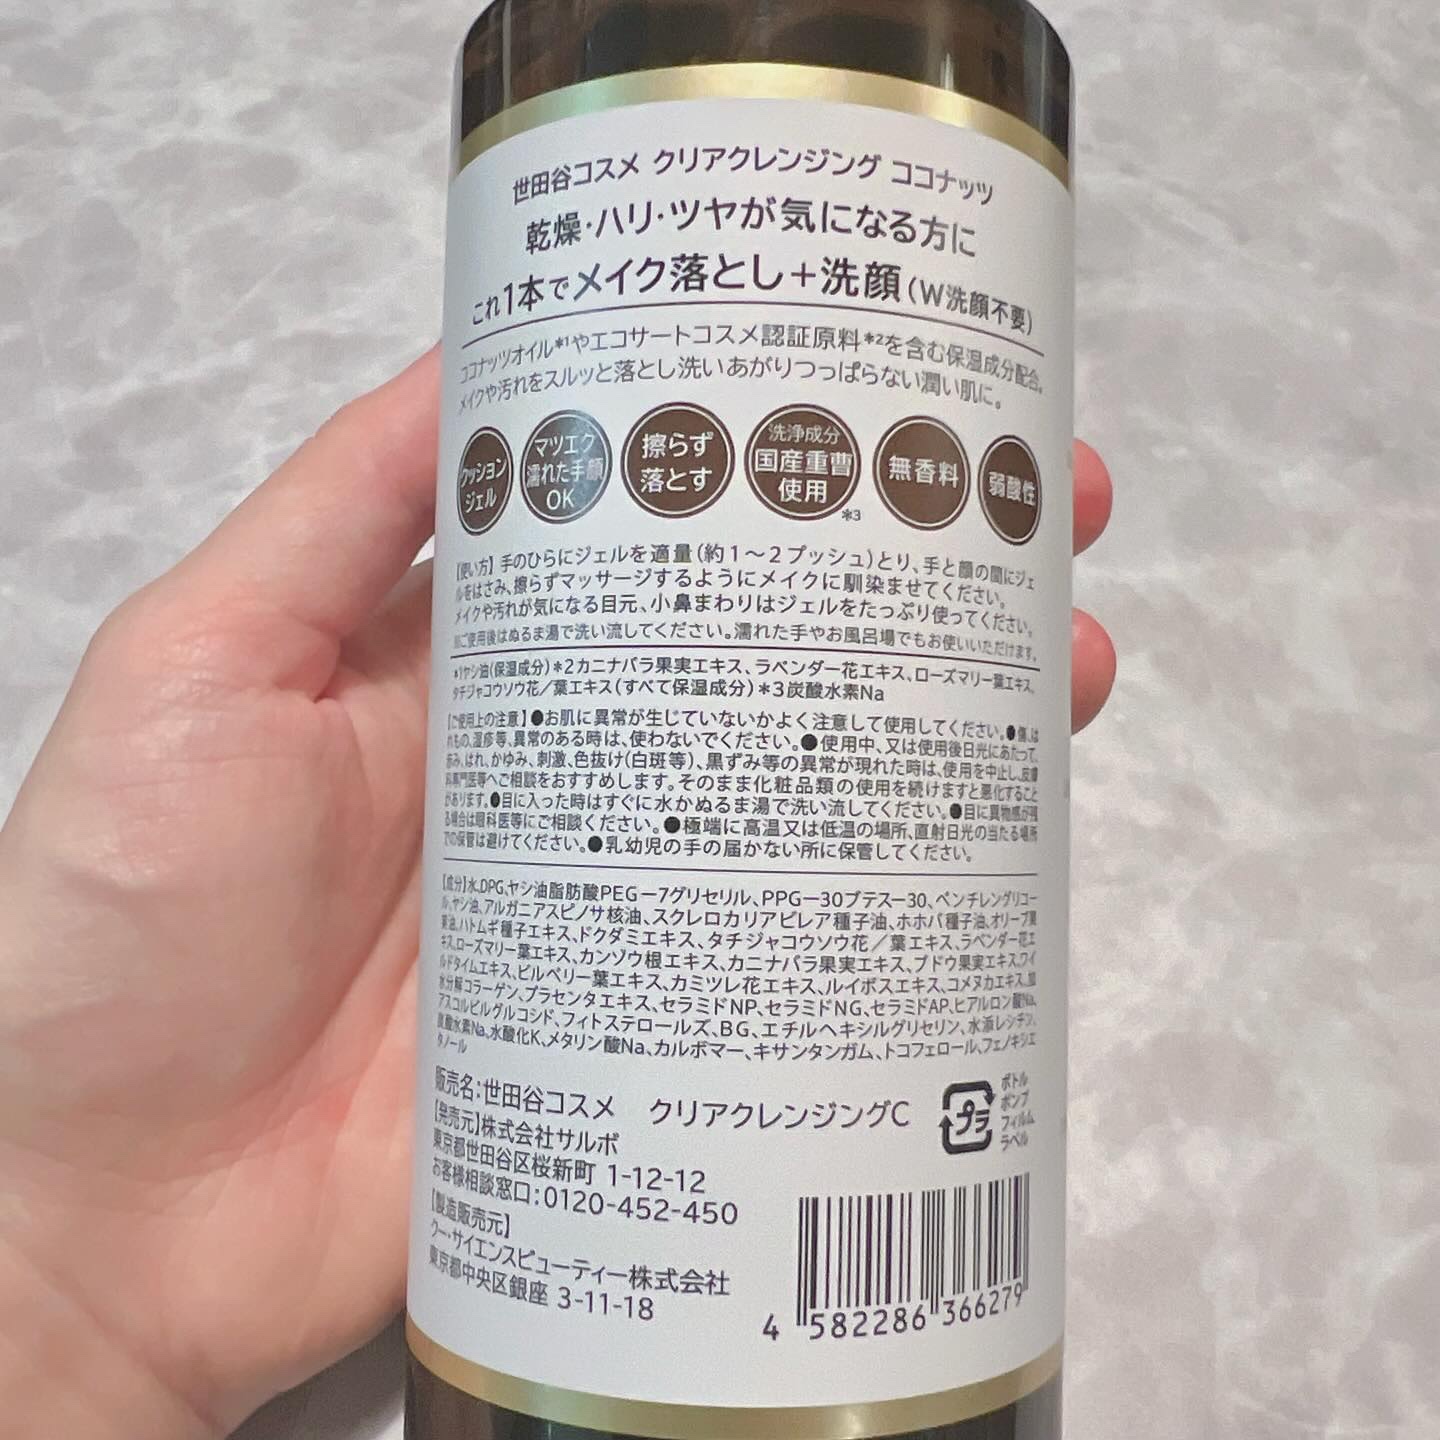 世田谷コスメ クリアクレンジング ココナッツ
乾燥・ハリ・ツヤが気になる方に
これ1本でメイク落とし＋洗顔(W洗顔不要)
ココナッツオイル*1やエコサートコスメ認証原料*2を含む保湿成分配合。
メイクや汚れをスルッと落とし洗いあがりつっぱらない潤い肌に。
クッション
ジェル
マツエク
濡れた手顔
OK
擦らず
落とす
洗浄成分
国産重曹
使用
*3
無香料
弱酸性
【使い方】手のひらにジェルを適量(約1〜2プッシュ)とり、手と顔の間にジェ
ルをはさみ、擦らずマッサージするようにメイクに馴染ませてください。
メイクや汚れが気になる目元、小鼻まわりはジェルをたっぷり使ってください。
※ご使用後はぬるま湯で洗い流してください。濡れた手やお風呂場でもお使いいただけます。
*1ヤシ油(保湿成分)*2カニナバラ果実エキス、ラベンダー花エキス、ローズマリー葉エキス、
タチジャコウソウ花／葉エキス(すべて保湿成分)*3炭酸水素Na
【ご使用上の注意】●お肌に異常が生じていないかよく注意して使用してください。●傷、は
れもの、湿疹等、異常のある時は、使わないでください。●使用中、又は使用後日光にあたって、
赤み、はれ、かゆみ、刺激、色抜け(白斑等)、黒ずみ等の異常が現れた時は、使用を中止し、皮膚
科専門医等へご相談をおすすめします。そのまま化粧品類の使用を続けますと悪化すること
があります。●目に入った時はすぐに水かぬるま湯で洗い流してください。●目に異物感が残
る場合は眼科医等にご相談ください。●極端に高温又は低温の場所、直射日光の当たる場所
での保管は避けてください。●乳幼児の手の届かない所に保管してください。
【成分】水、DPG、ヤシ油脂肪酸PEG－7グリセリル、PPG－30ブテス－30、ペンチレングリコー
ル、ヤシ油、アルガニアスピノサ核油、スクレロカリアビレア種子油、ホホバ種子油、オリーブ果
実油、ハトムギ種子エキス、ドクダミエキス、タチジャコウソウ花／葉エキス、ラベンダー花エ
キス、ローズマリー葉エキス、カンゾウ根エキス、カニナバラ果実エキス、ブドウ果実エキス、ワイ
ルドタイムエキス、ビルベリー葉エキス、カミツレ花エキス、ルイボスエキス、コメヌカエキス、加
水分解コラーゲン、プラセンタエキス、セラミドNP、セラミドNG、セラミドAP、ヒアルロン酸Na、
アスコルビルグルコシド、フィトステロールズ、BG、エチルヘキシルグリセリン、水添レシチン、
炭酸水素Na、水酸化K、メタリン酸Na、カルボマー、キサンタンガム、トコフェロール、フェノキシエ
タノール
販売名：世田谷コスメ　クリアクレンジングC
【発売元】株式会社サルボ
東京都世田谷区桜新町 1-12-12
お客様相談窓口：0120-452-450
【製造販売元】
クー・サイエンスビューティー株式会社
東京都中央区銀座 3-11-18
プラ
ボトル
ポンプ
フィルム
ラベル
4 582286 366279